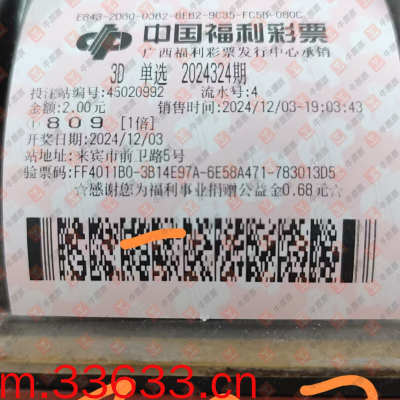 E843-2D80-D3B2-8EB2-9C35-FC5B-080C
中国福利彩票
广西福利彩票发行中心承销
3D 单选 2024324期
投注站编号:45020992 流水号:4
金额:2.00元 销售时间:2024/12/03-19:03:43
① 809 [1倍]
开奖日期:2024/12/03
站地址:来宾市前卫路5号
验票码:FF4011B0-3B14E97A-6E58A471-783013D5
☆感谢您为福利事业捐赠公益金0.68元☆
m.33633.cn